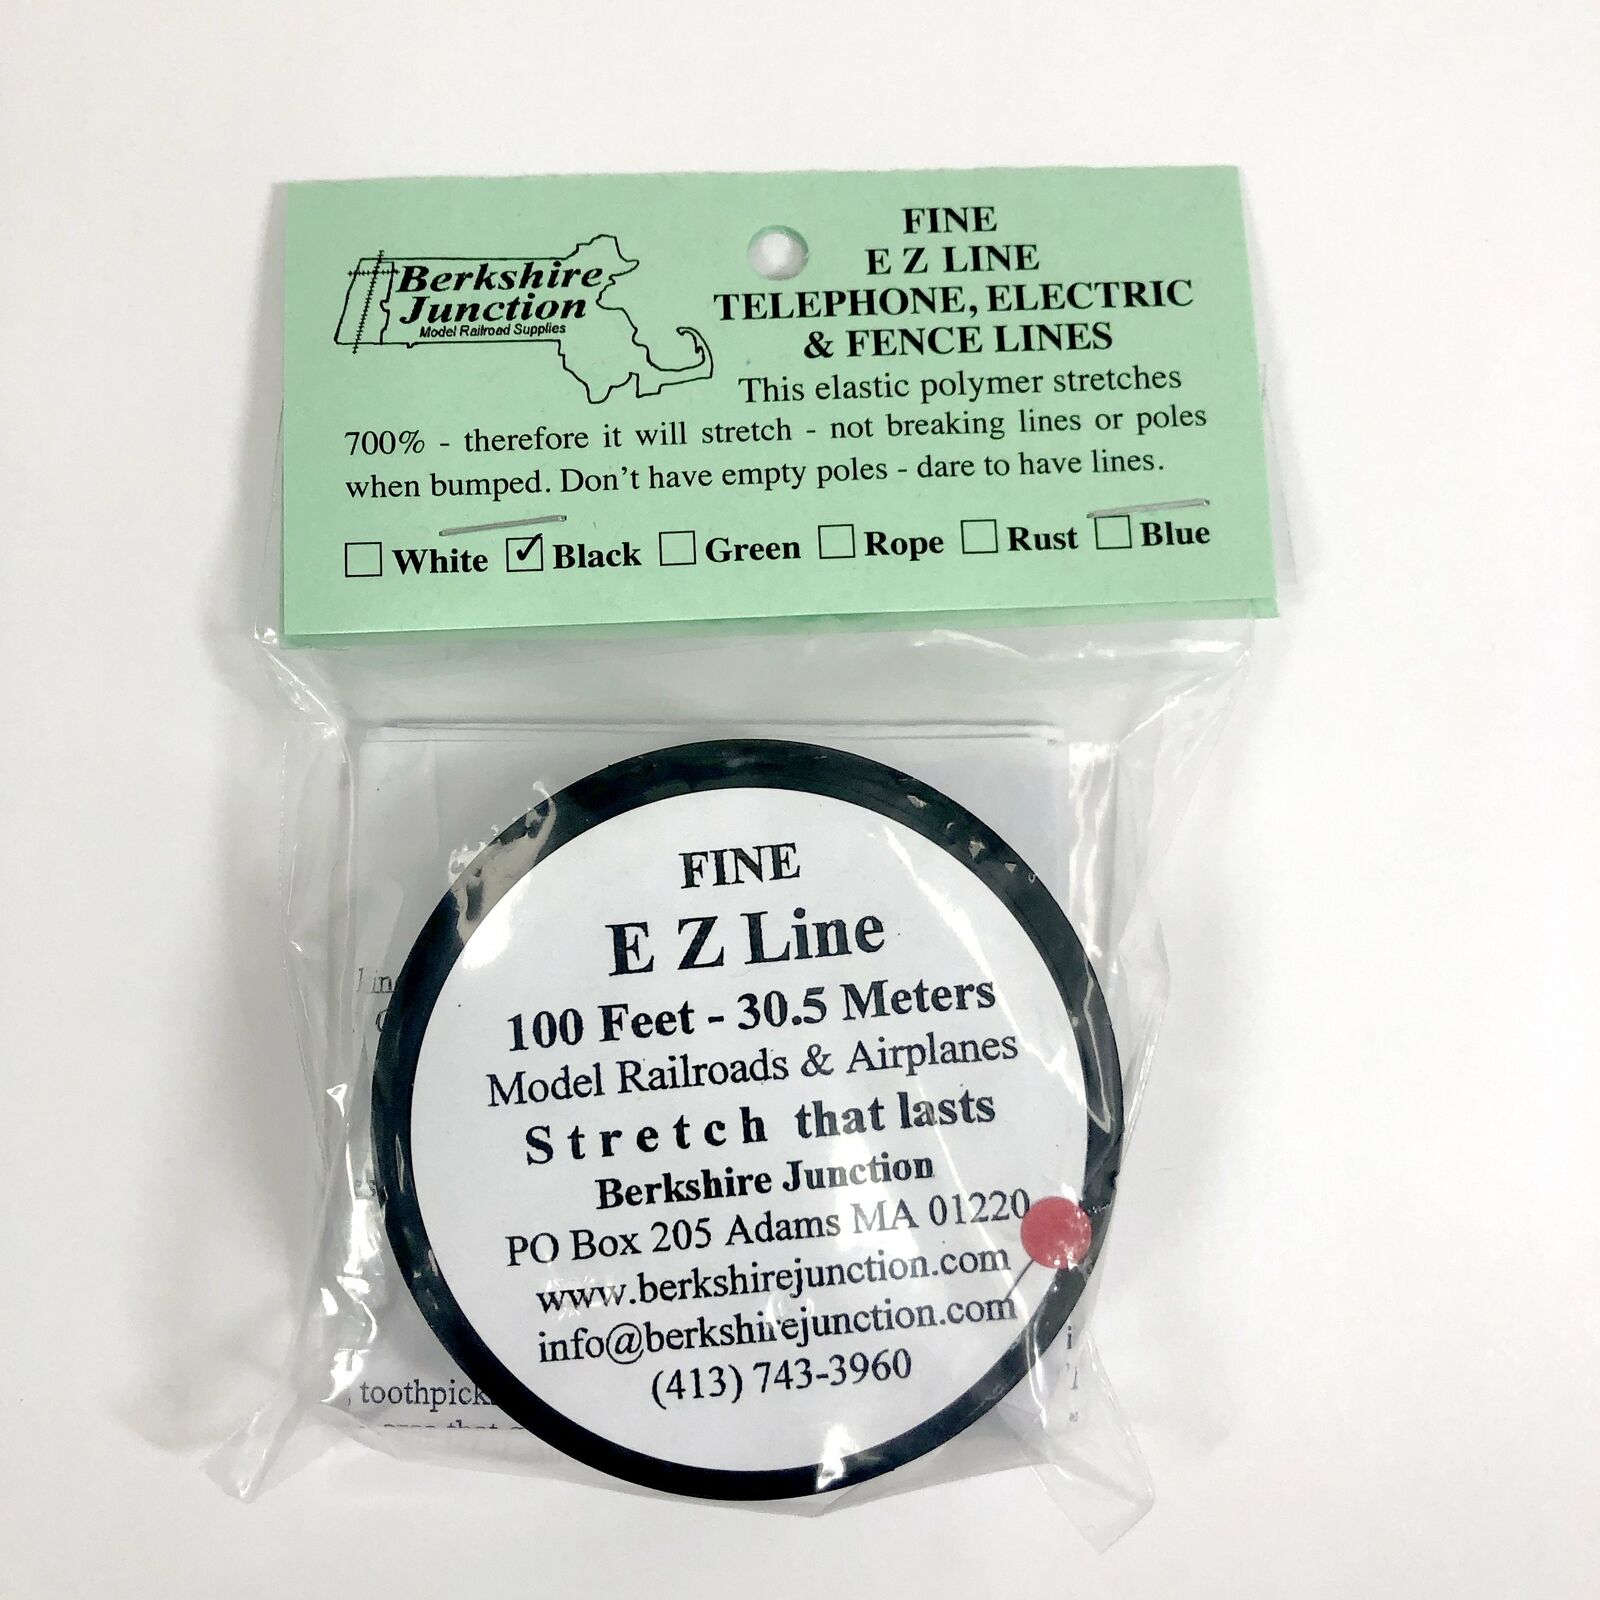 Berkshire
Junction
Model Railroad Supplies
FINE
E Z LINE
TELEPHONE, ELECTRIC
& FENCE LINES
This elastic polymer stretches
700% - therefore it will stretch - not breaking lines or poles
when bumped. Don't have empty poles - dare to have lines.
☐ White ☑ Black ☐ Green ☐ Rope ☐ Rust ☐ Blue
FINE
E Z Line
100 Feet - 30.5 Meters
Model Railroads & Airplanes
Stretch that lasts
Berkshire Junction
PO Box 205 Adams MA 01220
www.berkshirejunction.com
info@berkshirejunction.com
(413) 743-3960